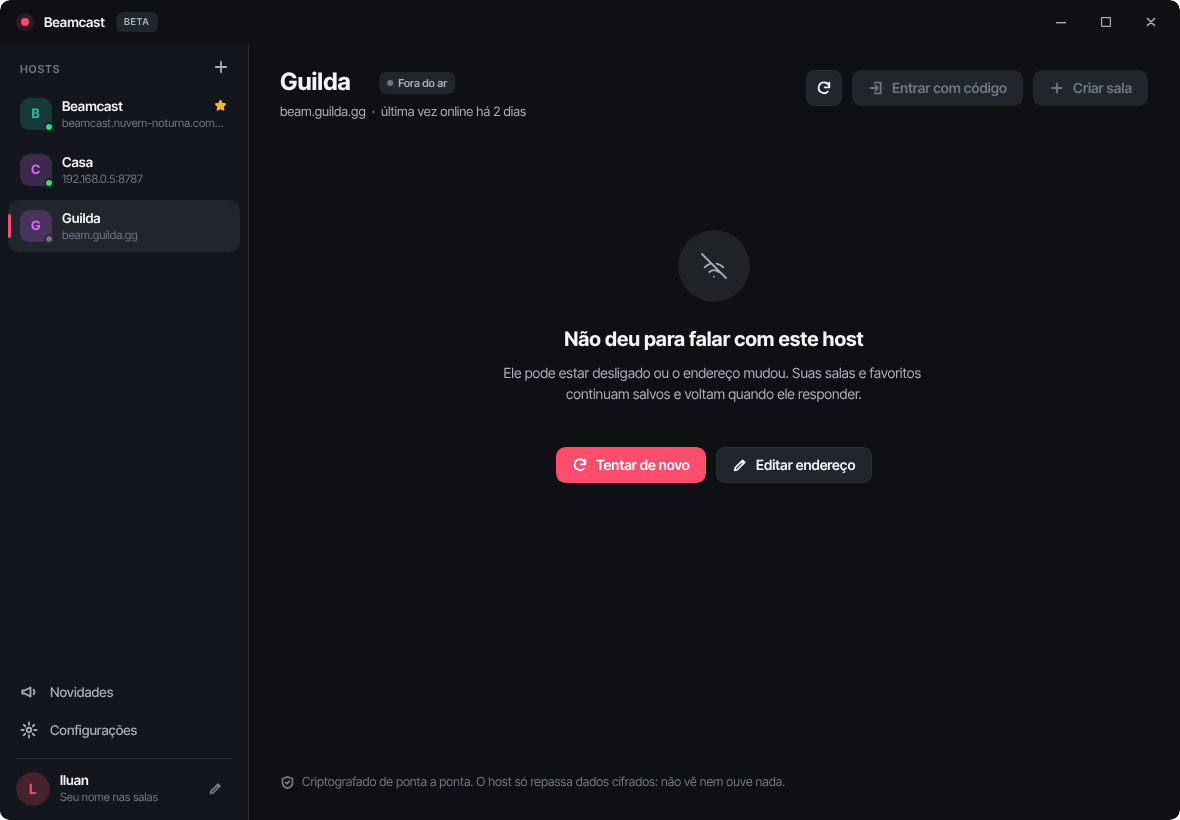 Beamcast BETA
HOSTS
B Beamcast
beamcast.nuvem-noturna.com...
C Casa
192.168.0.5:8787
G Guilda
beam.guilda.gg
Novidades
Configurações
L lluan
Seu nome nas salas
Guilda Fora do ar
beam.guilda.gg · última vez online há 2 dias
Entrar com código
Criar sala
Não deu para falar com este host
Ele pode estar desligado ou o endereço mudou. Suas salas e favoritos
continuam salvos e voltam quando ele responder.
Tentar de novo
Editar endereço
Criptografado de ponta a ponta. O host só repassa dados cifrados: não vê nem ouve nada.